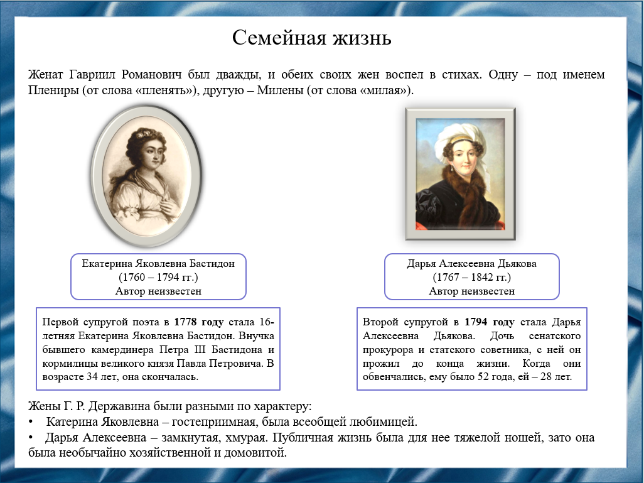 Семейная жизнь
Женат Гавриил Романович был дважды, и обеих своих жен воспел в стихах. Одну – под именем
Плениры (от слова «пленять»), другую – Милены (от слова «милая»).
Екатерина Яковлевна Бастидон
(1760 – 1794 гг.)
Автор неизвестен
Дарья Алексеевна Дьякова
(1767 – 1842 гг.)
Автор неизвестен
Первой супругой поэта в 1778 году стала 16-
летняя Екатерина Яковлевна Бастидон. Внучка
бывшего камердинера Петра III Бастидона и
кормилицы великого князя Павла Петровича. В
возрасте 34 лет, она скончалась.
Второй супругой в 1794 году стала Дарья
Алексеевна Дьякова. Дочь сенатского
прокурора и статского советника, с ней он
прожил до конца жизни. Когда они
обвенчались, ему было 52 года, ей – 28 лет.
Жены Г. Р. Державина были разными по характеру:
• Катерина Яковлевна – гостеприимная, была всеобщей любимицей.
• Дарья Алексеевна – замкнутая, хмурая. Публичная жизнь была для нее тяжелой ношей, зато она
была необычайно хозяйственной и домовитой.